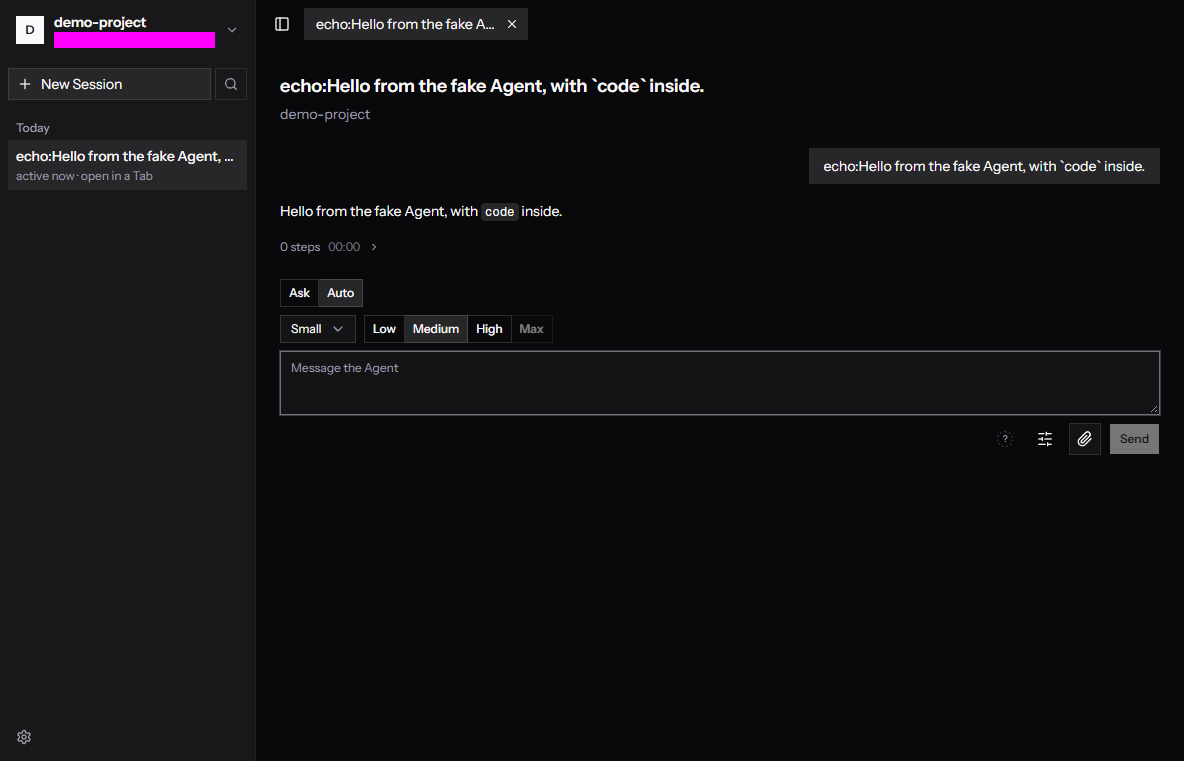 D
demo-project
New Session
Today
echo:Hello from the fake Agent, ...
active now · open in a Tab
echo:Hello from the fake A...
echo:Hello from the fake Agent, with `code` inside.
demo-project
echo:Hello from the fake Agent, with `code` inside.
Hello from the fake Agent, with code inside.
0 steps 00:00
Ask Auto
Small Low Medium High Max
Message the Agent
? Send